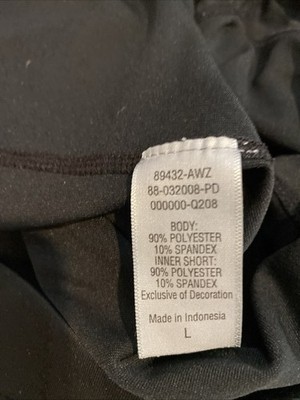 89432-AWZ
88-032008-PD
000000-Q208
BODY:
90% POLYESTER
10% SPANDEX
INNER SHORT:
90% POLYESTER
10% SPANDEX
Exclusive of Decoration
Made in Indonesia
L